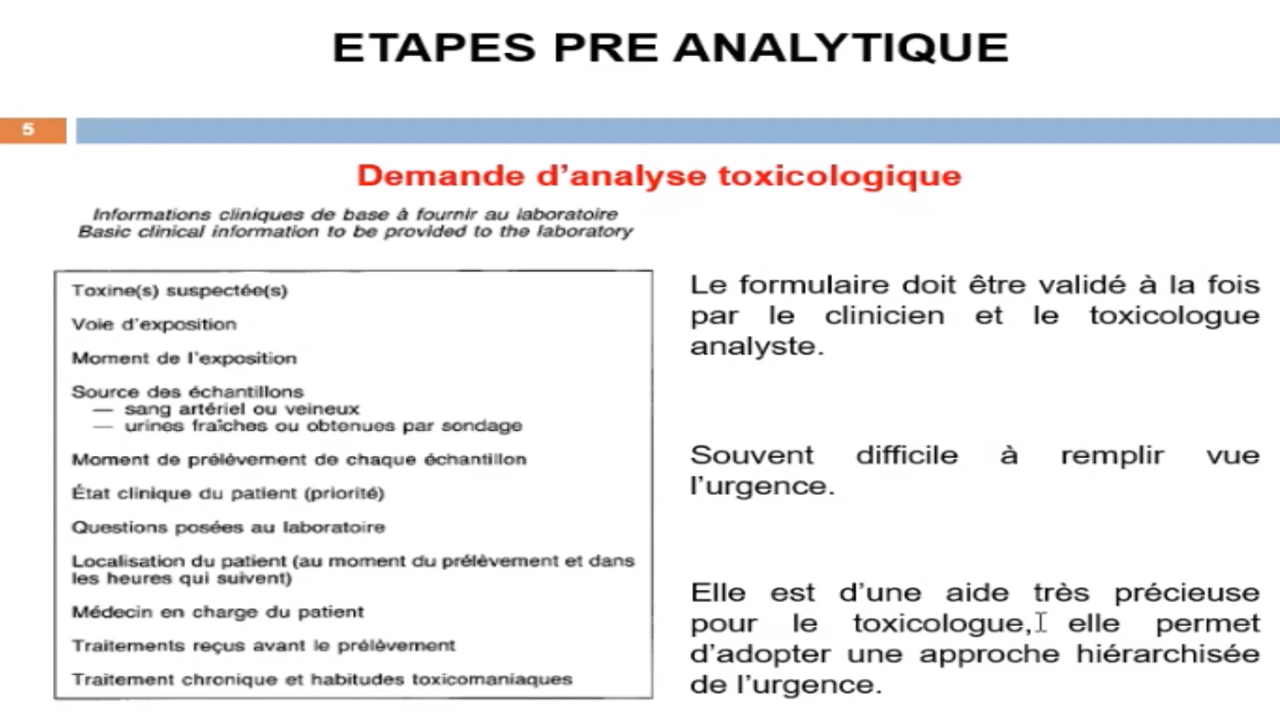 ETAPES PRE ANALYTIQUE
5
Demande d'analyse toxicologique
Informations cliniques de base à fournir au laboratoire
Basic clinical information to be provided to the laboratory
Toxine(s) suspectée(s)
Voie d'exposition
Moment de l'exposition
Source des échantillons
— sang artériel ou veineux
— urines fraîches ou obtenues par sondage
Moment de prélèvement de chaque échantillon
État clinique du patient (priorité)
Questions posées au laboratoire
Localisation du patient (au moment du prélèvement et dans
les heures qui suivent)
Médecin en charge du patient
Traitements reçus avant le prélèvement
Traitement chronique et habitudes toxicomaniaques
Le formulaire doit être validé à la fois
par le clinicien et le toxicologue
analyste.
Souvent difficile à remplir vue
l'urgence.
Elle est d'une aide très précieuse
pour le toxicologue, elle permet
d'adopter une approche hiérarchisée
de l'urgence.